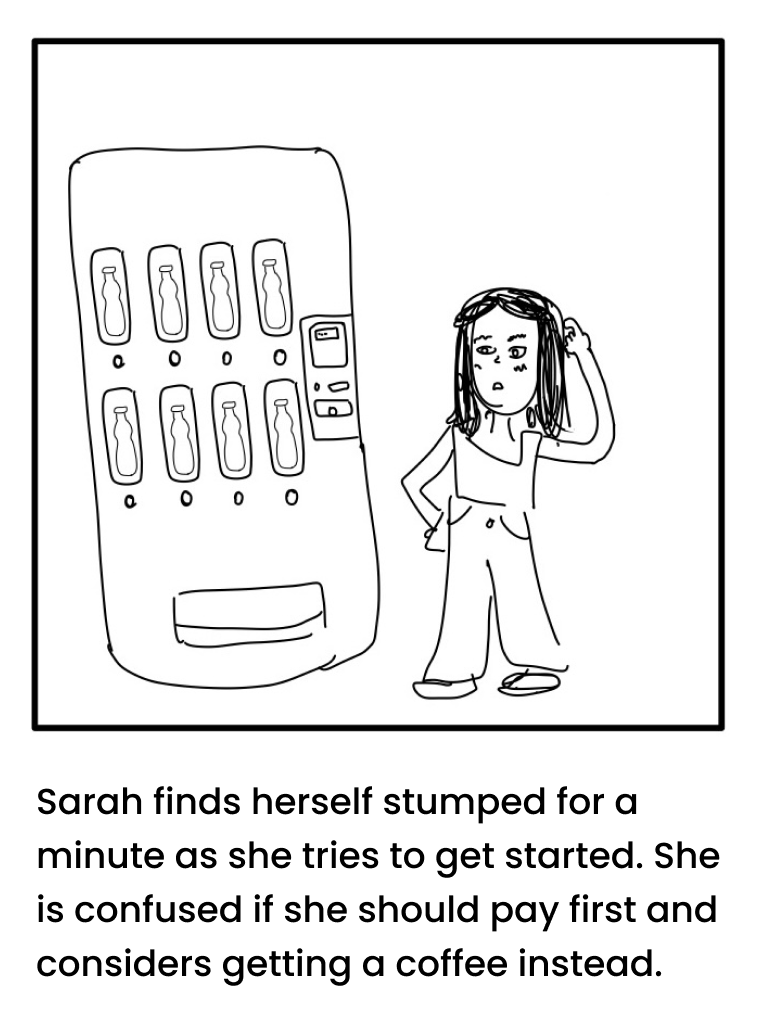 Sarah finds herself stumped for a
minute as she tries to get started. She
is confused if she should pay first and
considers getting a coffee instead.